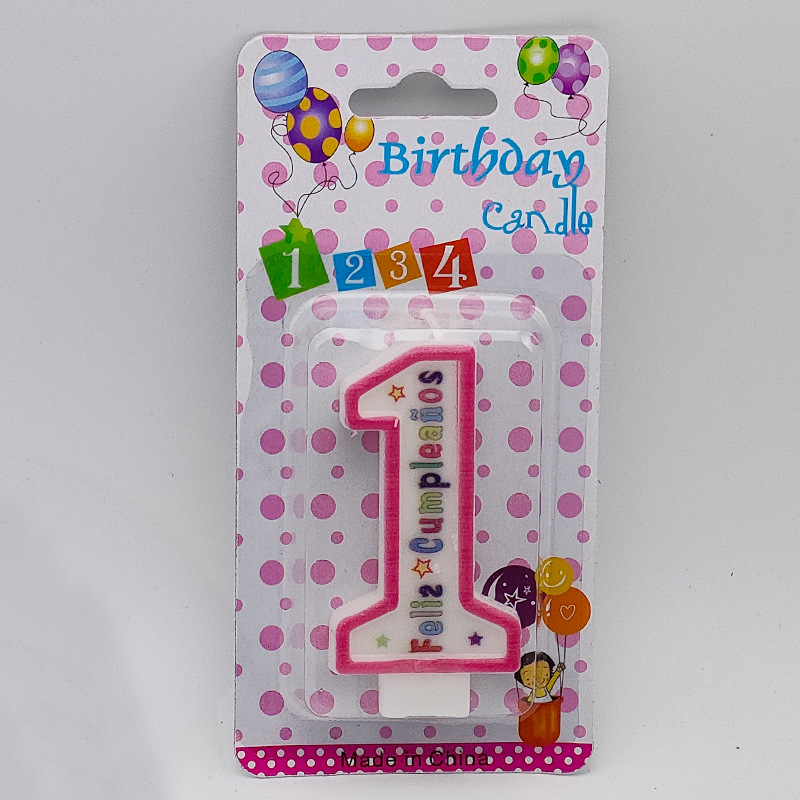 Birthday
Candle
1 2 3 4
1
Feliz Cumpleaños
Made in China